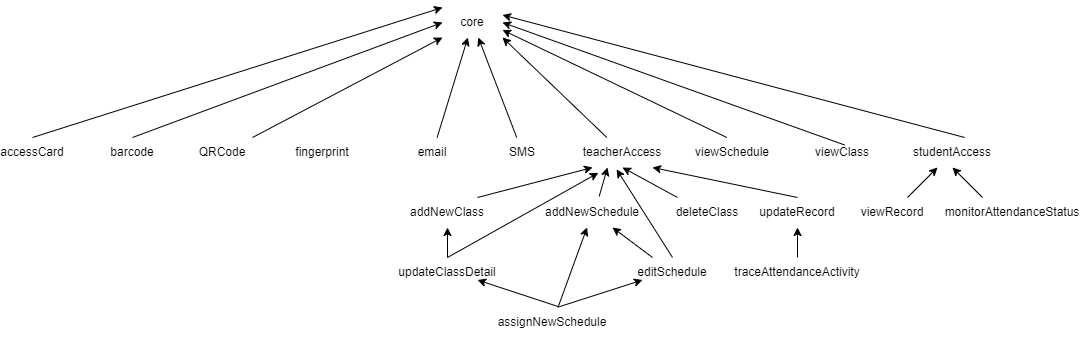 core
accessCard
barcode
QRCode
fingerprint
email
SMS
teacherAccess
viewSchedule
viewClass
studentAccess
addNewClass
addNewSchedule
deleteClass
updateRecord
viewRecord
monitorAttendanceStatus
updateClassDetail
editSchedule
traceAttendanceActivity
assignNewSchedule